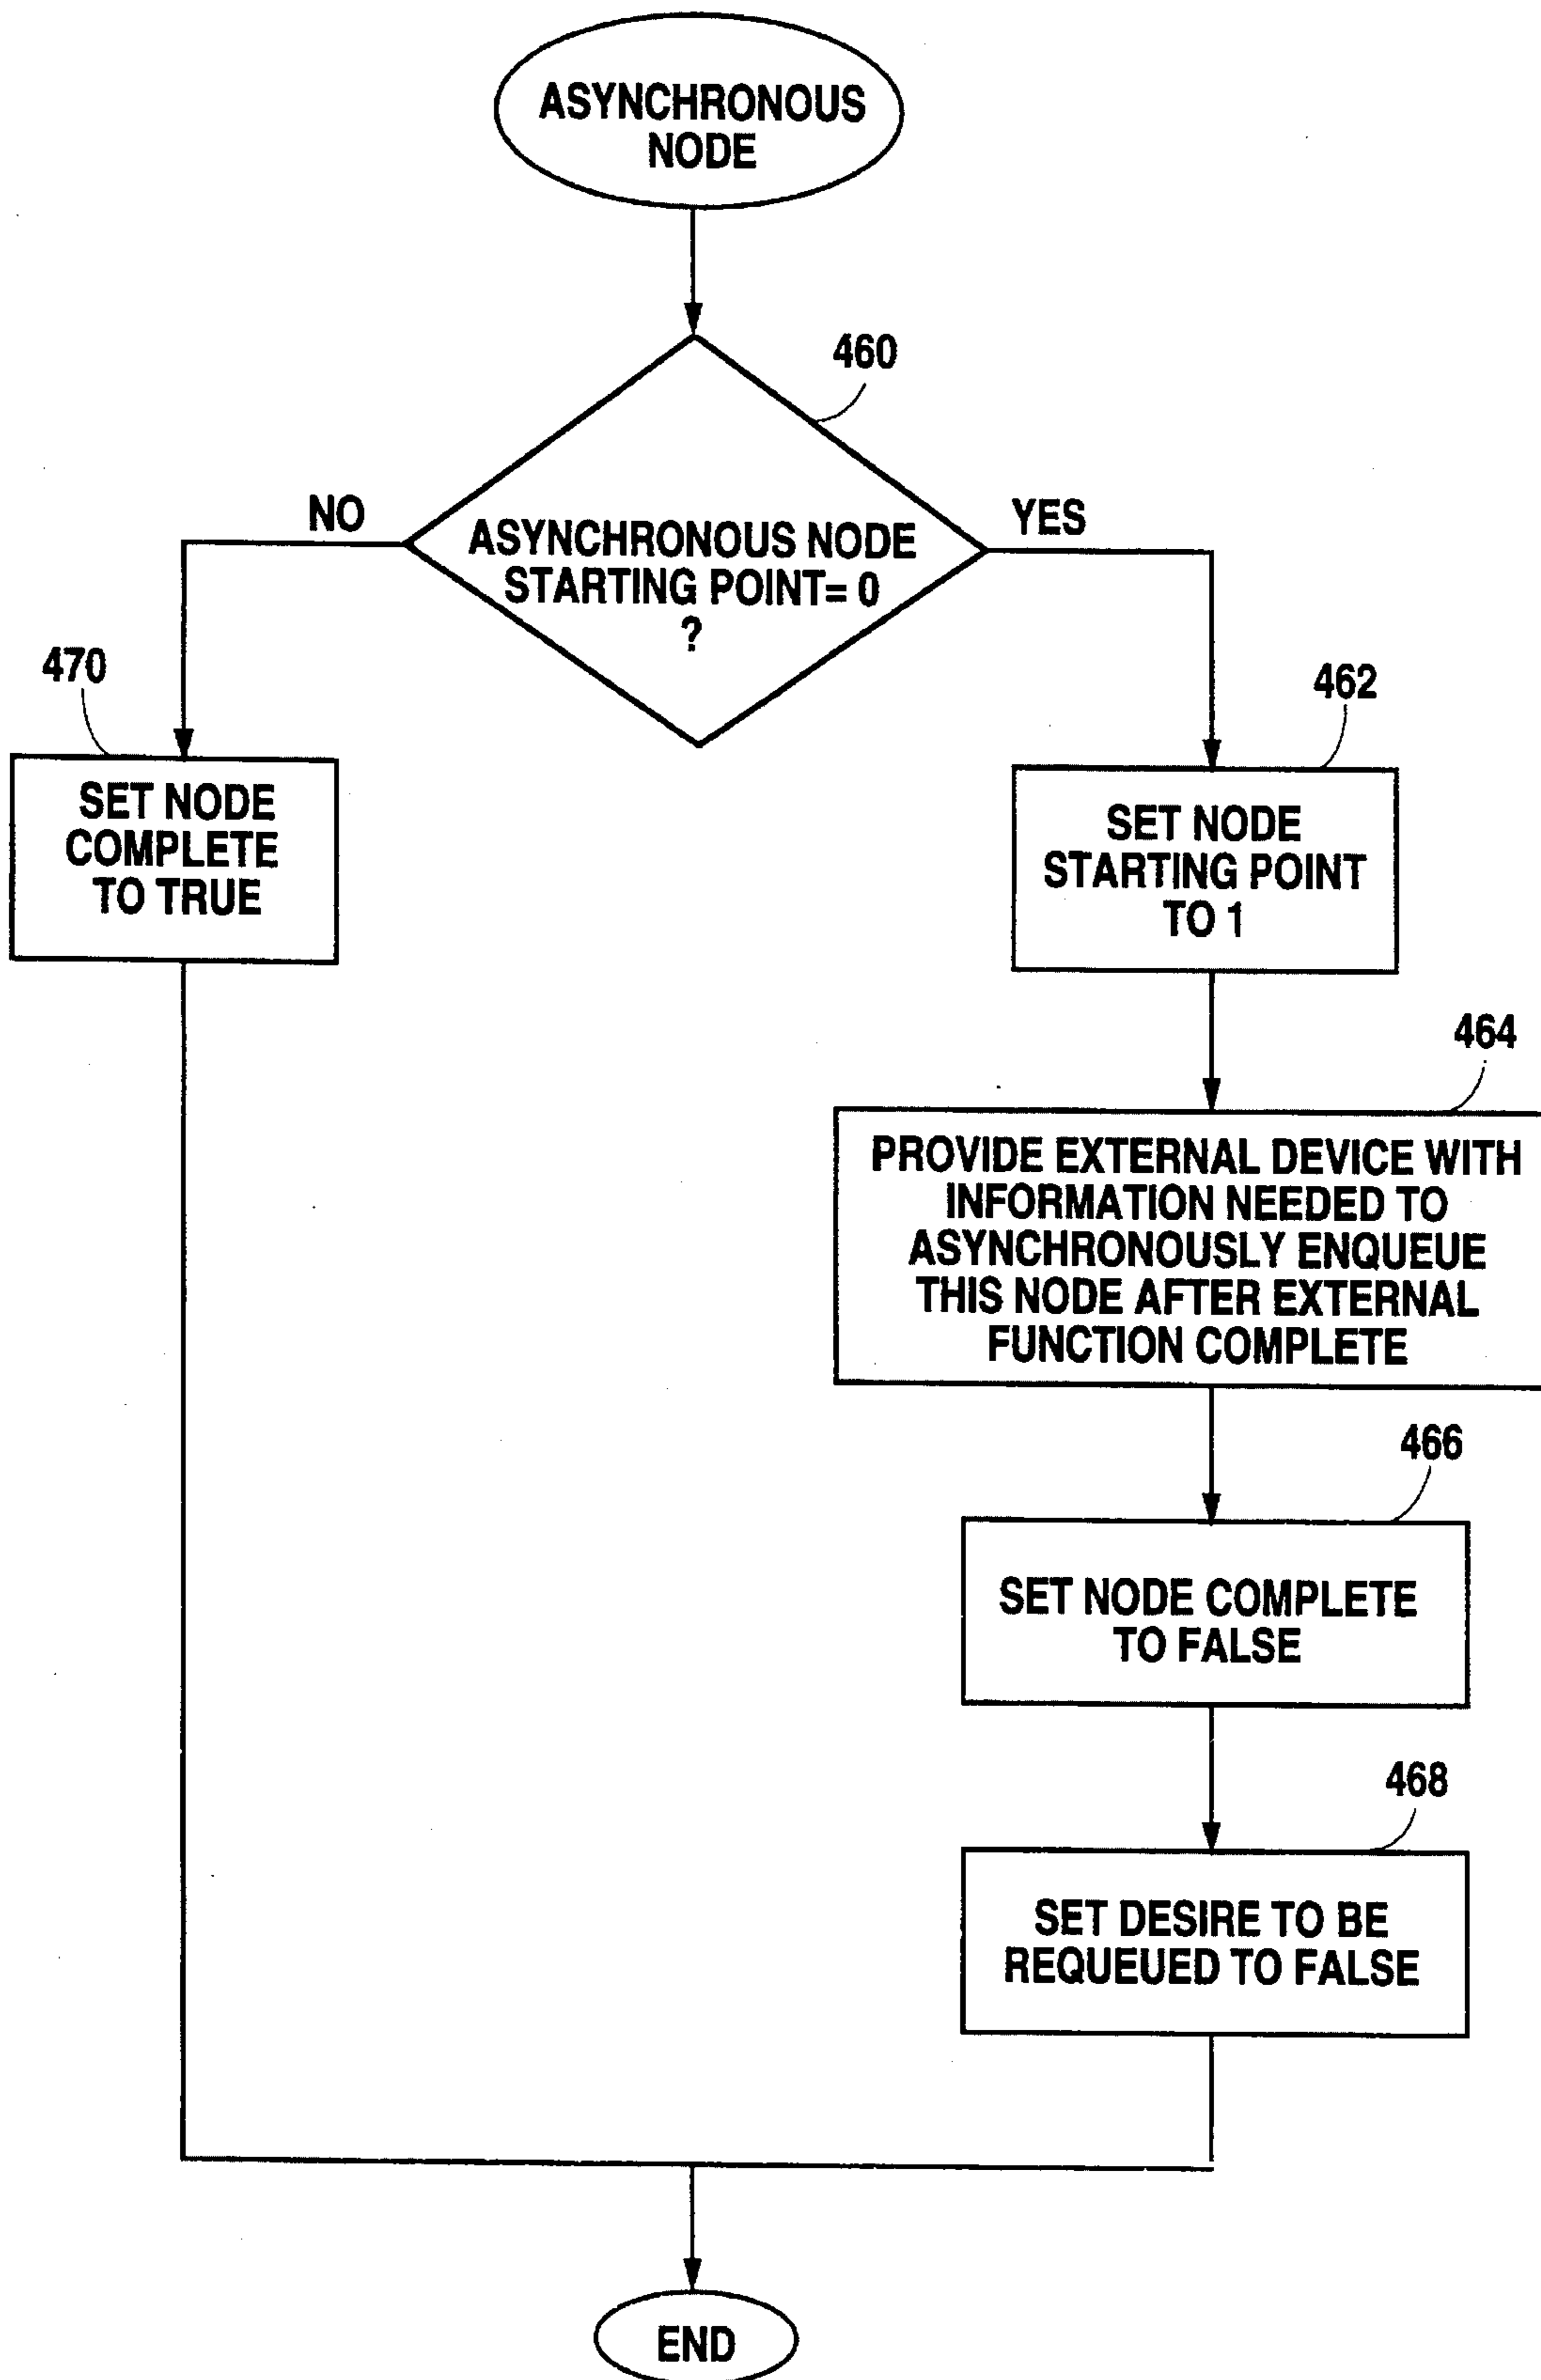 ASYNCHRONOUS
NODE
460
NO
YES
ASYNCHRONOUS NODE
STARTING POINT= 0
?
470
462
SET NODE
COMPLETE
TO TRUE
SET NODE
STARTING POINT
TO 1
464
PROVIDE EXTERNAL DEVICE WITH
INFORMATION NEEDED TO
ASYNCHRONOUSLY ENQUEUE
THIS NODE AFTER EXTERNAL
FUNCTION COMPLETE
466
SET NODE COMPLETE
TO FALSE
468
SET DESIRE TO BE
REQUEUED TO FALSE
END